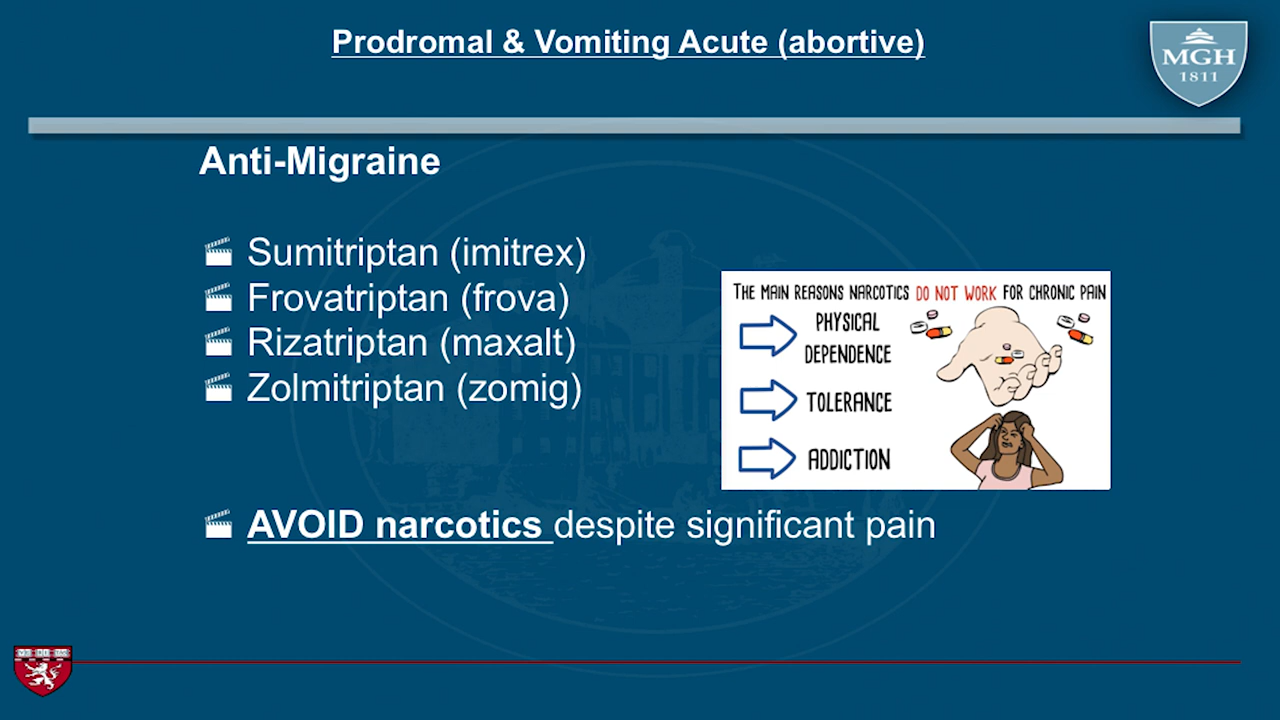 Prodromal & Vomiting Acute (abortive)
MGH
1811
Anti-Migraine
Sumitriptan (imitrex)
Frovatriptan (frova)
Rizatriptan (maxalt)
Zolmitriptan (zomig)
THE MAIN REASONS NARCOTICS DO NOT WORK FOR CHRONIC PAIN
PHYSICAL
DEPENDENCE
TOLERANCE
ADDICTION
AVOID narcotics despite significant pain